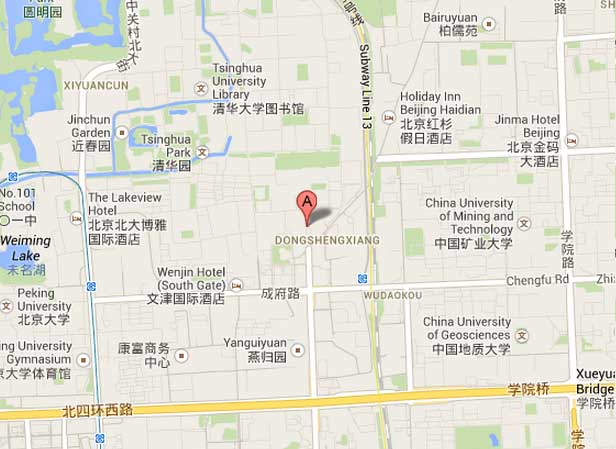 圆明园
中关村北大街
XIYUANCUN
Tsinghua
University
Library
清华大学图书馆
号线
Subway Line 13
Bairuyuan
柏儒苑
Jinchun
Garden
近春园
Tsinghua
Park
清华园
Holiday Inn
Beijing Haidian
北京红杉
假日酒店
Jinma Hotel
Beijing
北京金码
大酒店
No.101
School
一中
The Lakeview
Hotel
北京北大博雅
国际酒店
A
DONGSHENGXIANG
China University
of Mining and
Technology
中国矿业大学
学院路
Weiming
Lake
未名湖
Wenjin Hotel
(South Gate)
文津国际酒店
成府路
WUDAOKOU
Chengfu Rd
Zhi
Peking
University
北京大学
Yanguiyuan
燕归园
China University
of Geosciences
中国地质大学
ng University
Gymnasium
京大学体育馆
康富商务
中心
Xueyua
Bridge
学院桥
学院桥
北四环西路
学院